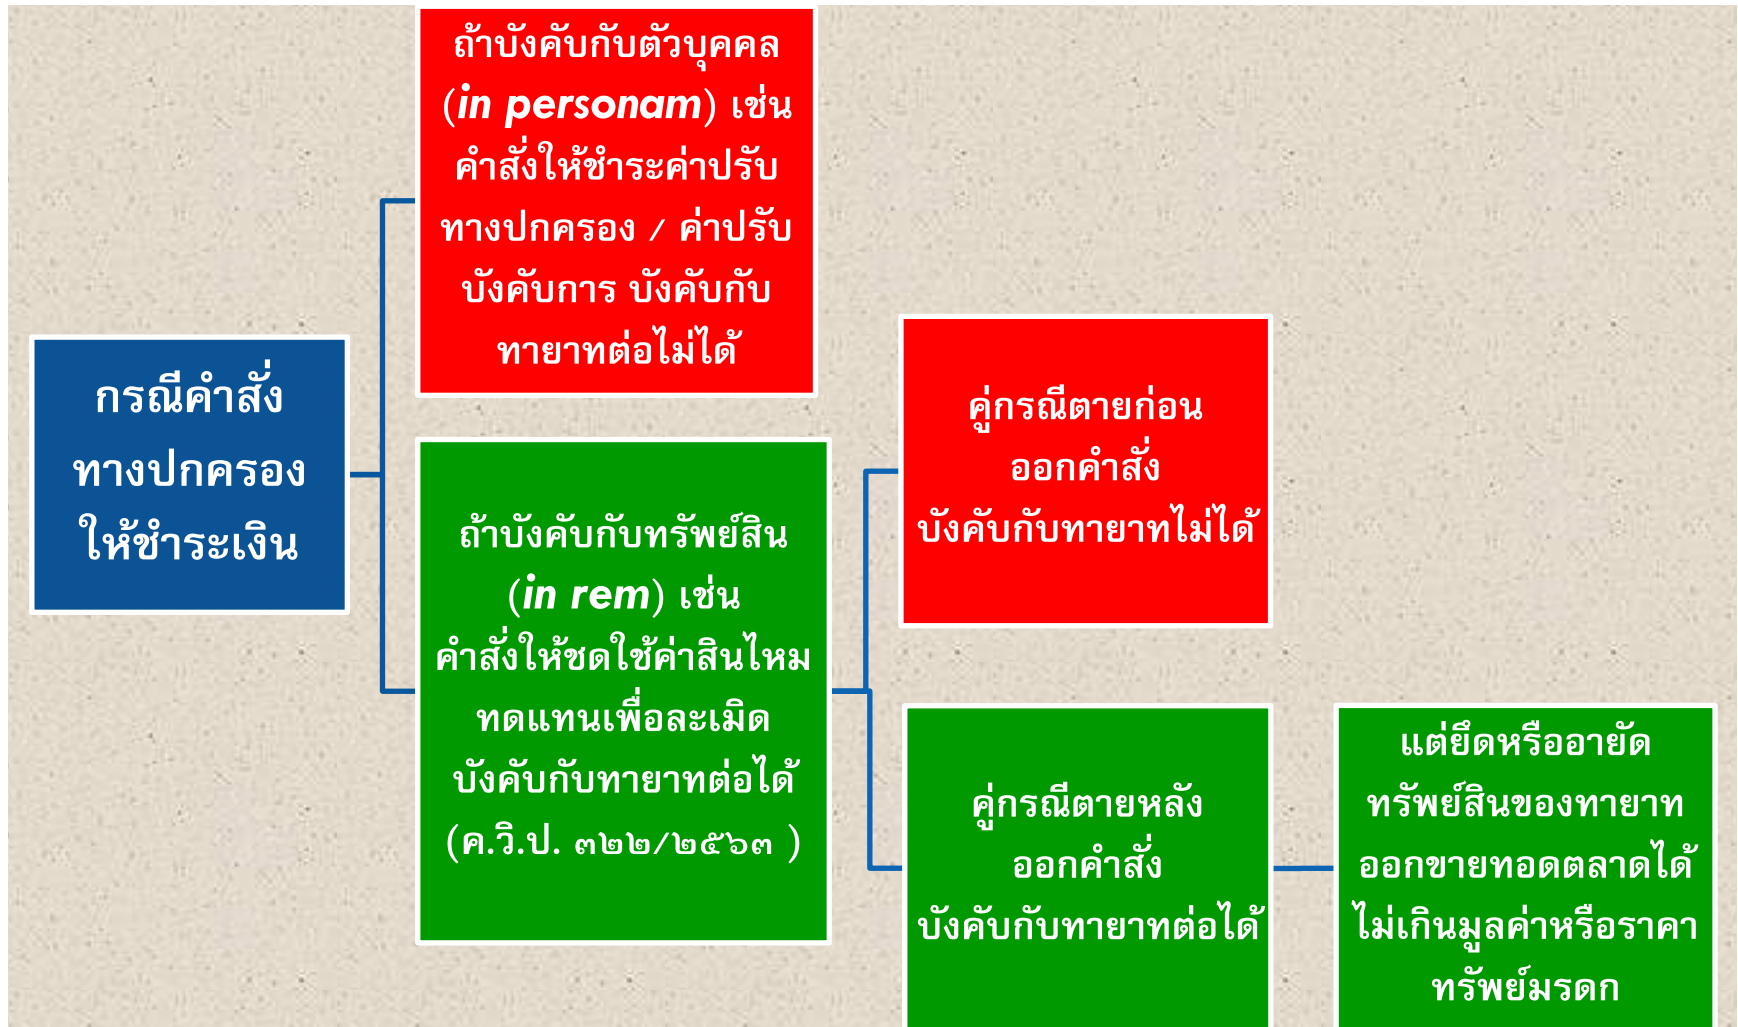 กรณีคำสั่ง
ทางปกครอง
ให้ชำระเงิน
ถ้าบังคับกับตัวบุคคล
(in personam) เช่น
คำสั่งให้ชำระค่าปรับ
ทางปกครอง / ค่าปรับ
บังคับการ บังคับกับ
ทายาทต่อไม่ได้
ถ้าบังคับกับทรัพย์สิน
(in rem) เช่น
คำสั่งให้ชดใช้ค่าสินไหม
ทดแทนเพื่อละเมิด
บังคับกับทายาทต่อได้
(ค.วิ.ป. ๓๒๒/๒๕๖๓ )
คู่กรณีตายก่อน
ออกคำสั่ง
บังคับกับทายาทไม่ได้
คู่กรณีตายหลัง
ออกคำสั่ง
บังคับกับทายาทต่อได้
แต่ยึดหรืออายัด
ทรัพย์สินของทายาท
ออกขายทอดตลาดได้
ไม่เกินมูลค่าหรือราคา
ทรัพย์มรดก